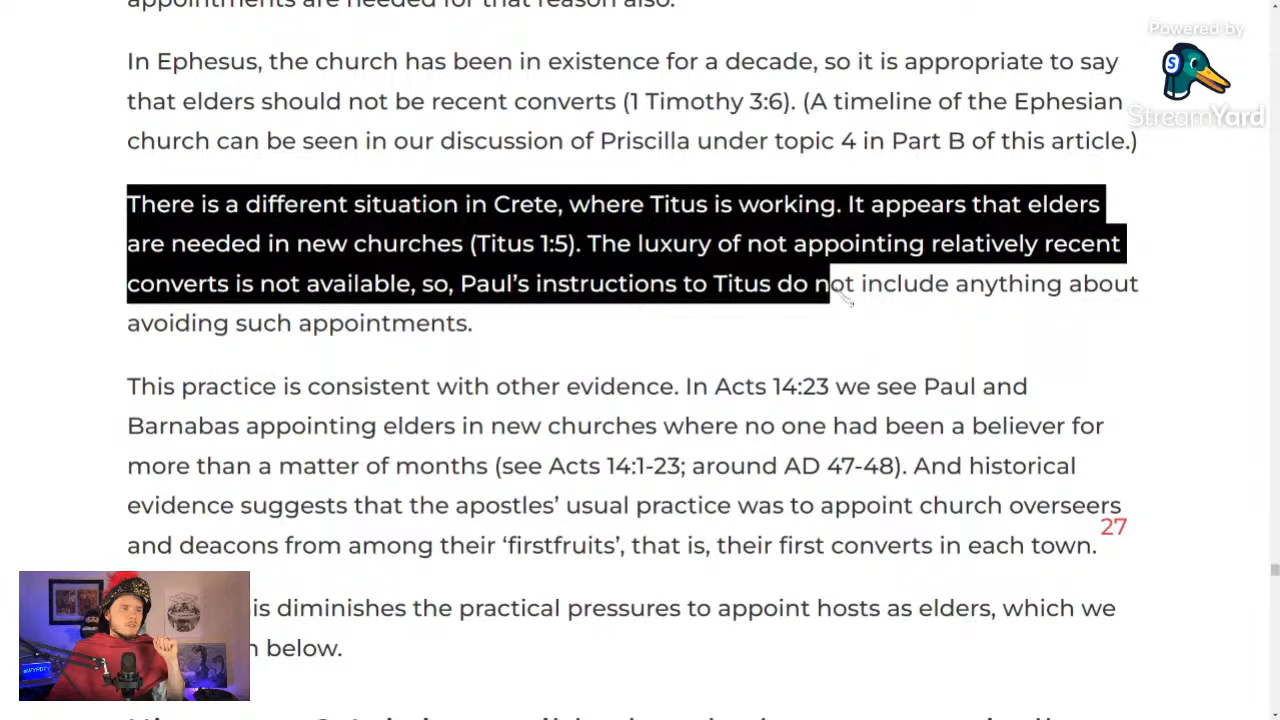 appointments are needed for that reason also.
Powered by
StreamYard
In Ephesus, the church has been in existence for a decade, so it is appropriate to say
that elders should not be recent converts (1 Timothy 3:6). (A timeline of the Ephesian
church can be seen in our discussion of Priscilla under topic 4 in Part B of this article.)
There is a different situation in Crete, where Titus is working. It appears that elders
are needed in new churches (Titus 1:5). The luxury of not appointing relatively recent
converts is not available, so, Paul’s instructions to Titus do not include anything about
avoiding such appointments.
This practice is consistent with other evidence. In Acts 14:23 we see Paul and
Barnabas appointing elders in new churches where no one had been a believer for
more than a matter of months (see Acts 14:1-23; around AD 47-48). And historical
evidence suggests that the apostles’ usual practice was to appoint church overseers
and deacons from among their ‘firstfruits’, that is, their first converts in each town. 27
is diminishes the practical pressures to appoint hosts as elders, which we
below.